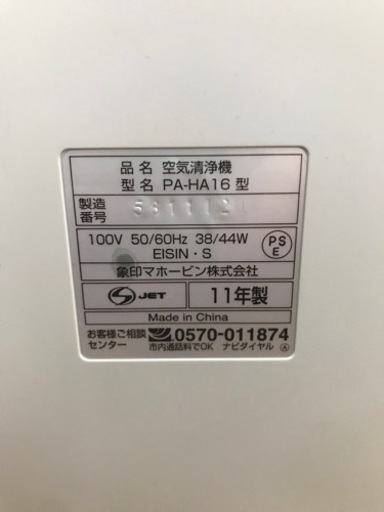 品名 空気清浄機
型名 PA-HA16 型
製造
番号
100V 50/60Hz 38/44W
EISIN・S
PS
E
象印マホービン株式会社
S JET
11年製
Made in China
お客様ご相談
センター
0570-011874
市内通話料でOK ナビダイヤル Ⓐ